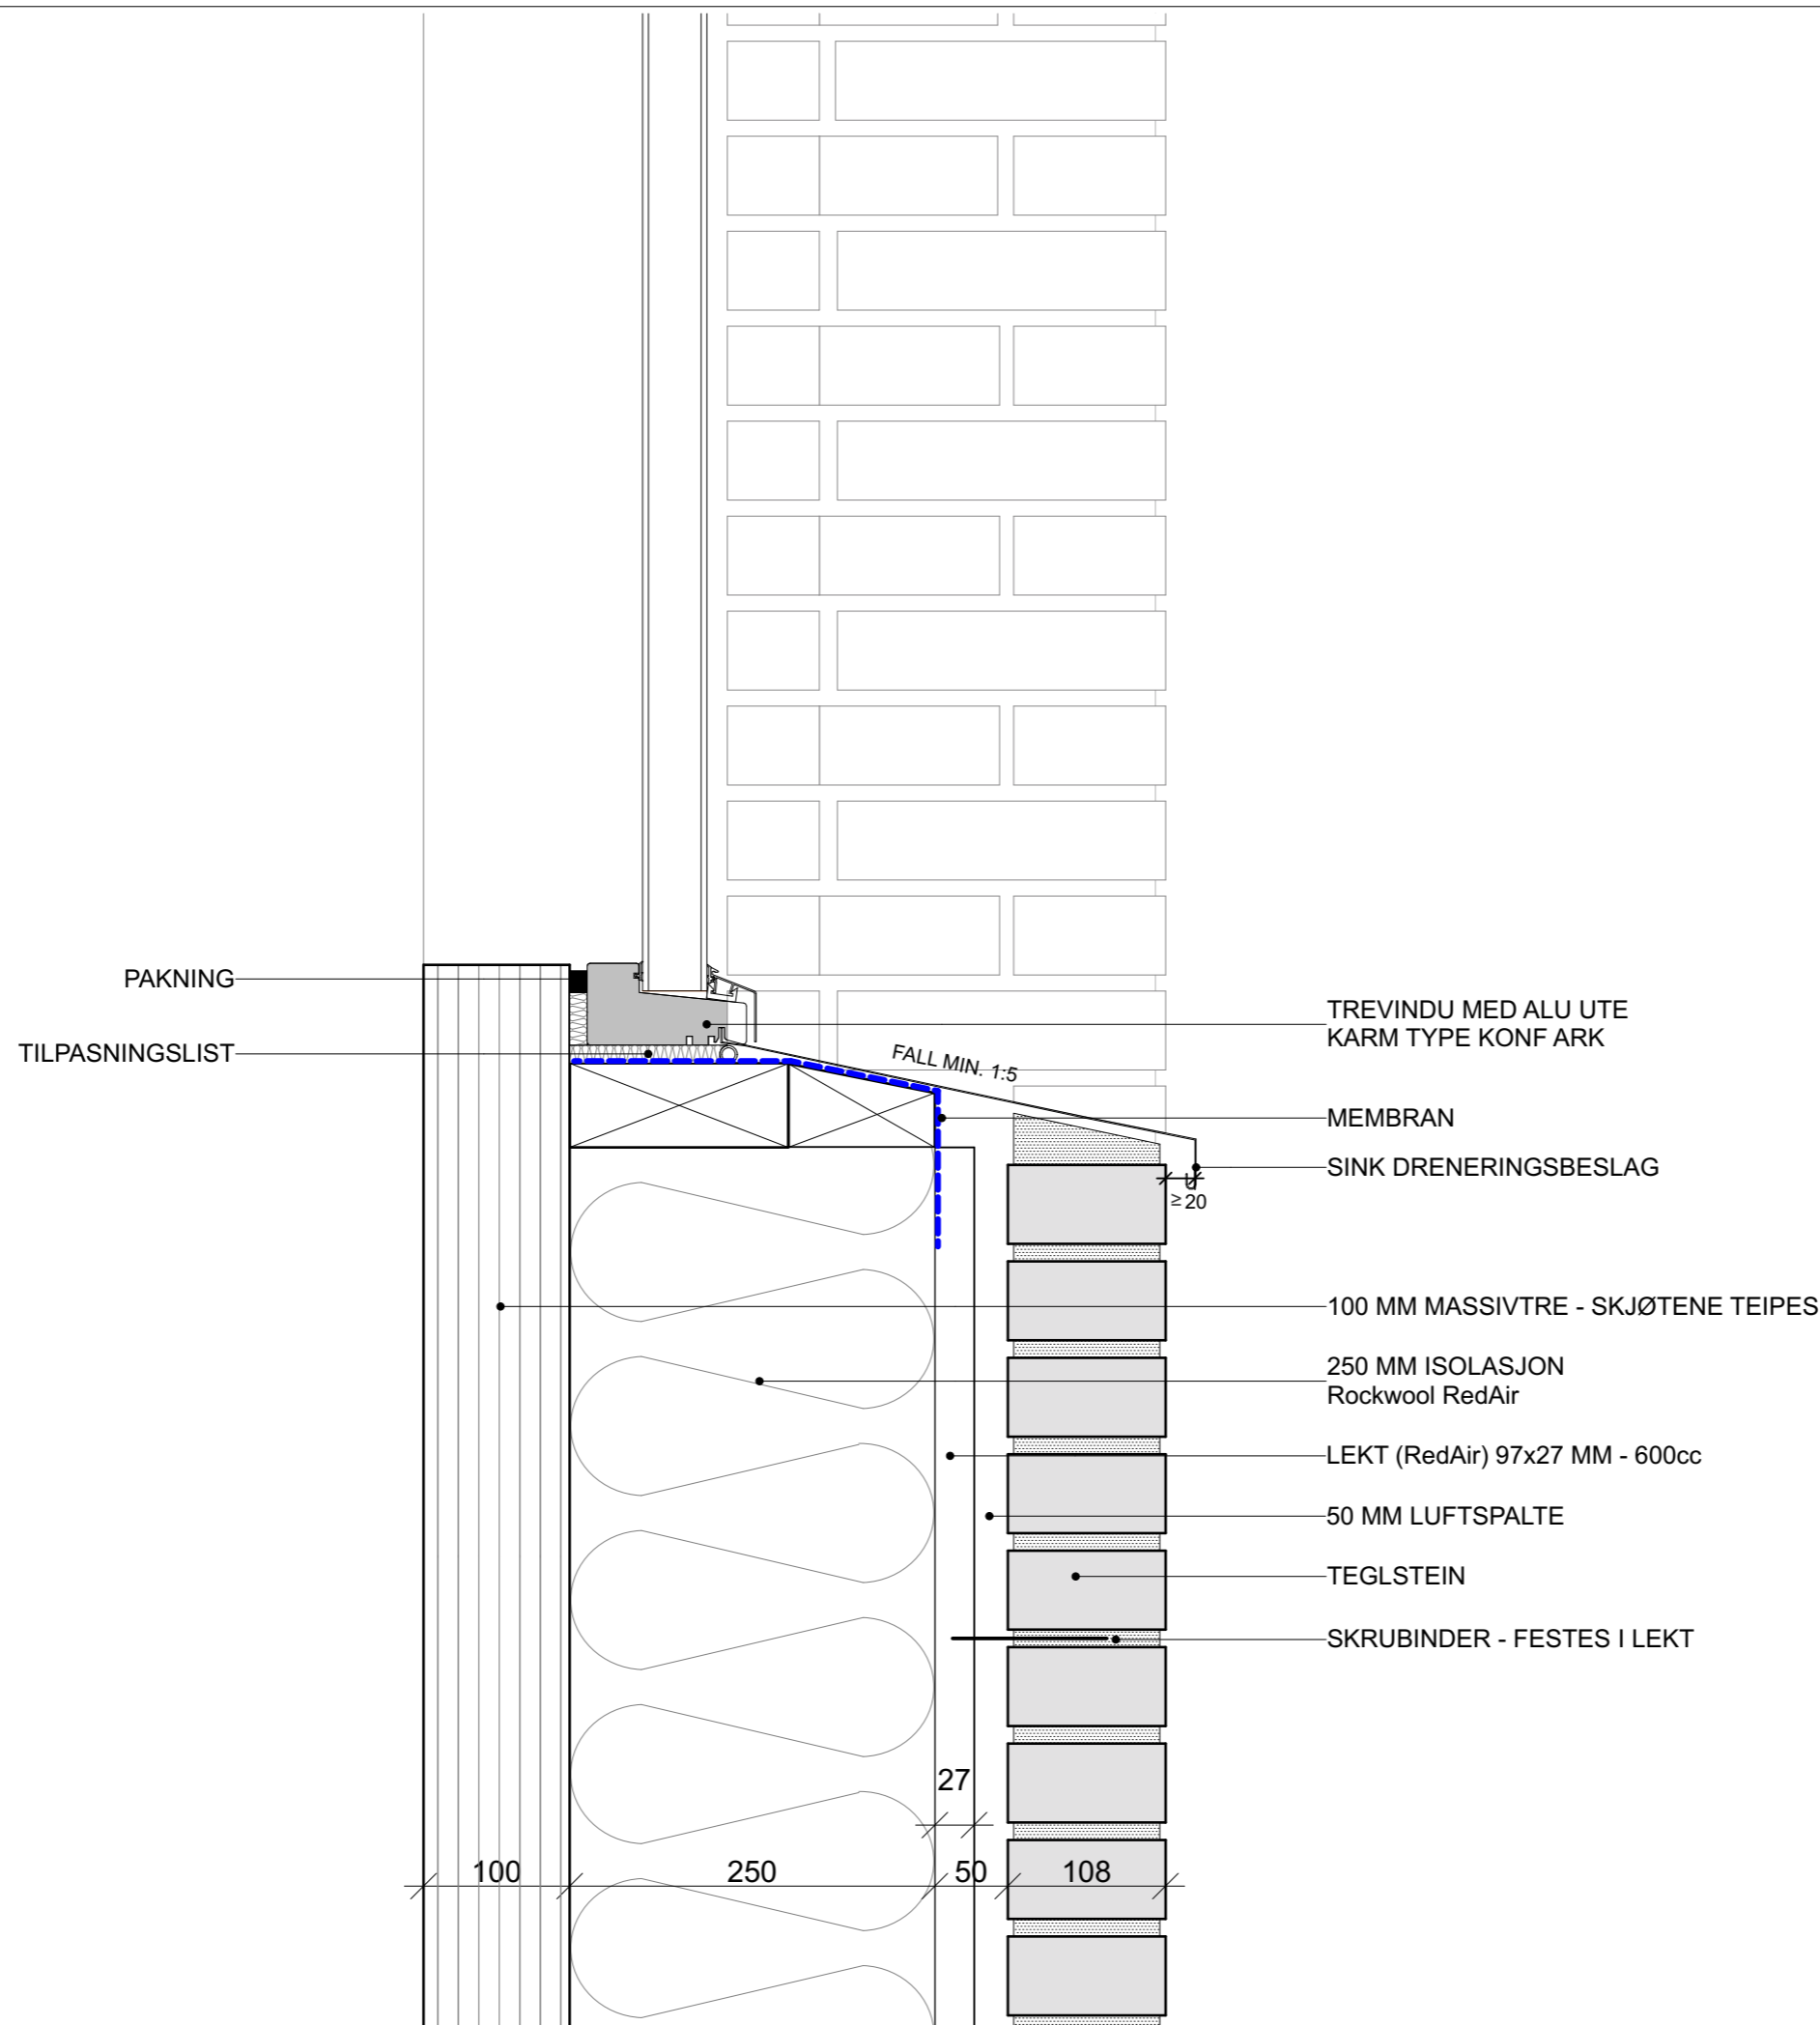 PAKNING
TREVINDU MED ALU UTE
KARM TYPE KONF ARK
TILPASNINGSLIST
FALL MIN. 1:5
MEMBRAN
SINK DRENERINGSBESLAG
≥20
100 MM MASSIVTRE - SKJØTENE TEIPES
250 MM ISOLASJON
Rockwool RedAir
LEKT (RedAir) 97x27 MM - 600cc
50 MM LUFTSPALTE
TEGLSTEIN
SKRUBINDER - FESTES I LEKT
27
100 250 50 108